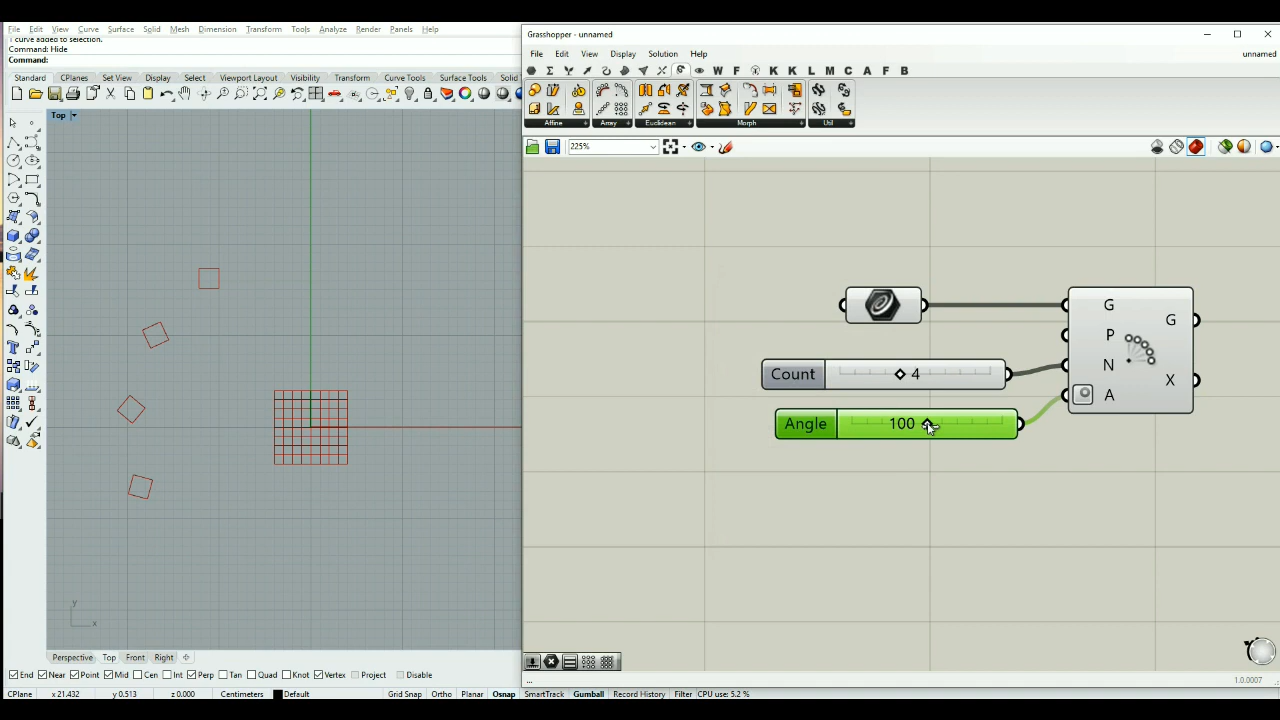 File Edit View Curve Surface Solid Mesh Dimension Transform Tools Analyze Render Panels Help
1 curve added to selection.
Command: Hide
Command:
Standard CPlanes Set View Display Select Viewport Layout Visibility Transform Curve Tools Surface Tools Solid
Top
y
x
Perspective Top Front Right
End Near Point Mid Cen Int Perp Tan Quad Knot Vertex Project Disable
CPlane x 21.432 y 0.513 z 0.000 Centimeters Default Grid Snap Ortho Planar Osnap SmartTrack Gumball Record History Filter CPU use: 5.2 %
Grasshopper - unnamed
File Edit View Display Solution Help unnamed
W F K K L M C A F B
Affine Array Euclidean Morph Util
225%
G
P
N
A
G
X
Count 4
Angle 100
...
1.0.0007